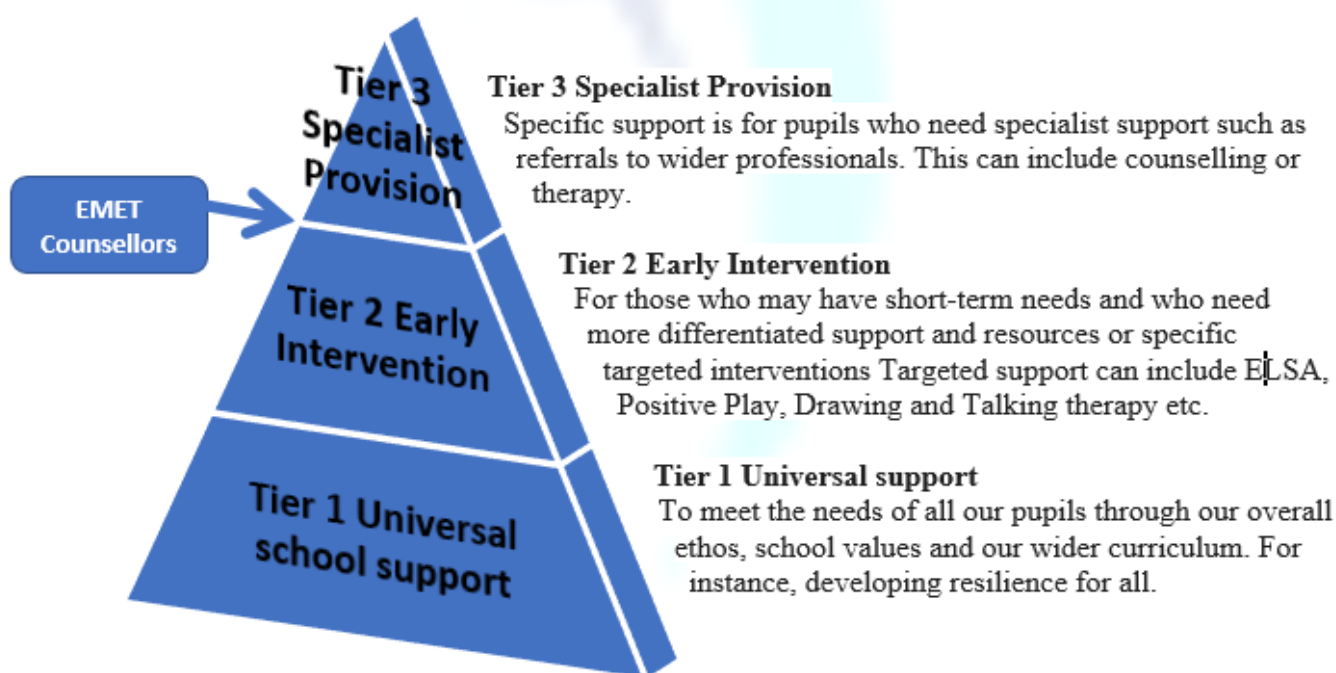 Tier 3
Specialist
Provision
EMET
Counsellors
Tier 2 Early
Intervention
Tier 1 Universal
school support
Tier 3 Specialist Provision
Specific support is for pupils who need specialist support such as
referrals to wider professionals. This can include counselling or
therapy.
Tier 2 Early Intervention
For those who may have short-term needs and who need
more differentiated support and resources or specific
targeted interventions Targeted support can include ELSA,
Positive Play, Drawing and Talking therapy etc.
Tier 1 Universal support
To meet the needs of all our pupils through our overall
ethos, school values and our wider curriculum. For
instance, developing resilience for all.